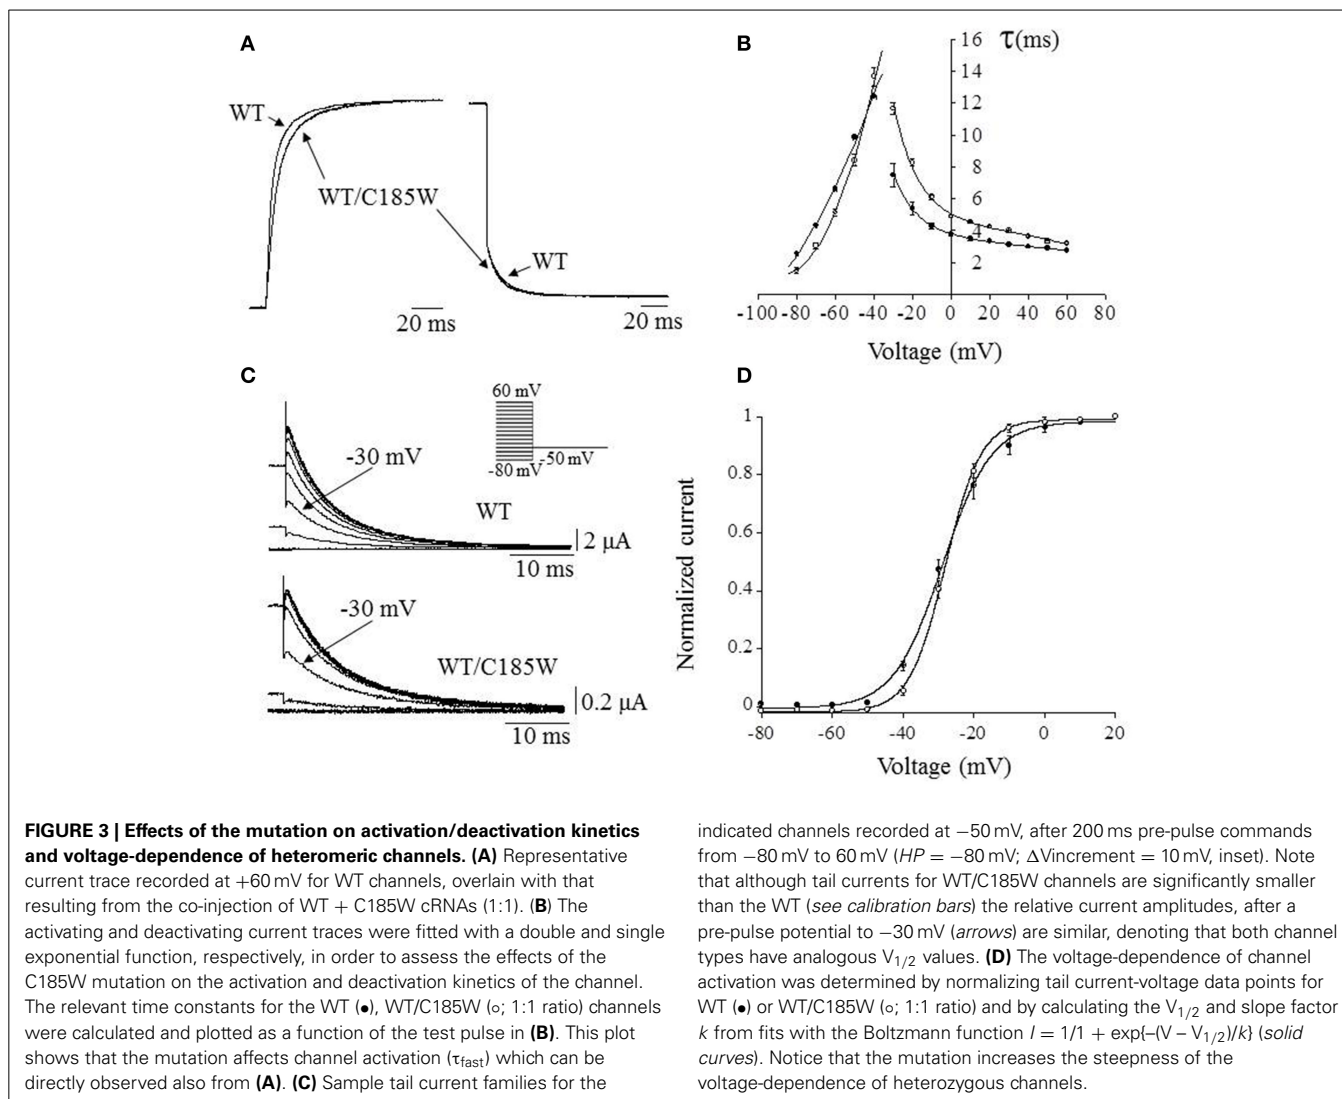 A
WT
WT/C185W
WT
20 ms
20 ms
B
16
τ(ms)
14
12
10
8
6
4
2
-100
-80
-60
-40
-20
0
20
40
60
80
Voltage (mV)
C
60 mV
-50 mV
-80 mV
-30 mV
WT
2 μA
10 ms
-30 mV
WT/C185W
0.2 μA
10 ms
D
1
0.8
0.6
0.4
0.2
0
Normalized current
-80
-60
-40
-20
0
20
Voltage (mV)
FIGURE 3 | Effects of the mutation on activation/deactivation kinetics
and voltage-dependence of heteromeric channels. (A) Representative
current trace recorded at +60 mV for WT channels, overlain with that
resulting from the co-injection of WT + C185W cRNAs (1:1). (B) The
activating and deactivating current traces were fitted with a double and single
exponential function, respectively, in order to assess the effects of the
C185W mutation on the activation and deactivation kinetics of the channel.
The relevant time constants for the WT (●), WT/C185W (○; 1:1 ratio) channels
were calculated and plotted as a function of the test pulse in (B). This plot
shows that the mutation affects channel activation (τfast) which can be
directly observed also from (A). (C) Sample tail current families for the
indicated channels recorded at −50 mV, after 200 ms pre-pulse commands
from −80 mV to 60 mV (HP = −80 mV; ΔVincrement = 10 mV, inset). Note
that although tail currents for WT/C185W channels are significantly smaller
than the WT (see calibration bars) the relative current amplitudes, after a
pre-pulse potential to −30 mV (arrows) are similar, denoting that both channel
types have analogous V1/2 values. (D) The voltage-dependence of channel
activation was determined by normalizing tail current-voltage data points for
WT (●) or WT/C185W (○; 1:1 ratio) and by calculating the V1/2 and slope factor
k from fits with the Boltzmann function I = 1/1 + exp{–(V – V1/2)/k} (solid
curves). Notice that the mutation increases the steepness of the
voltage-dependence of heterozygous channels.